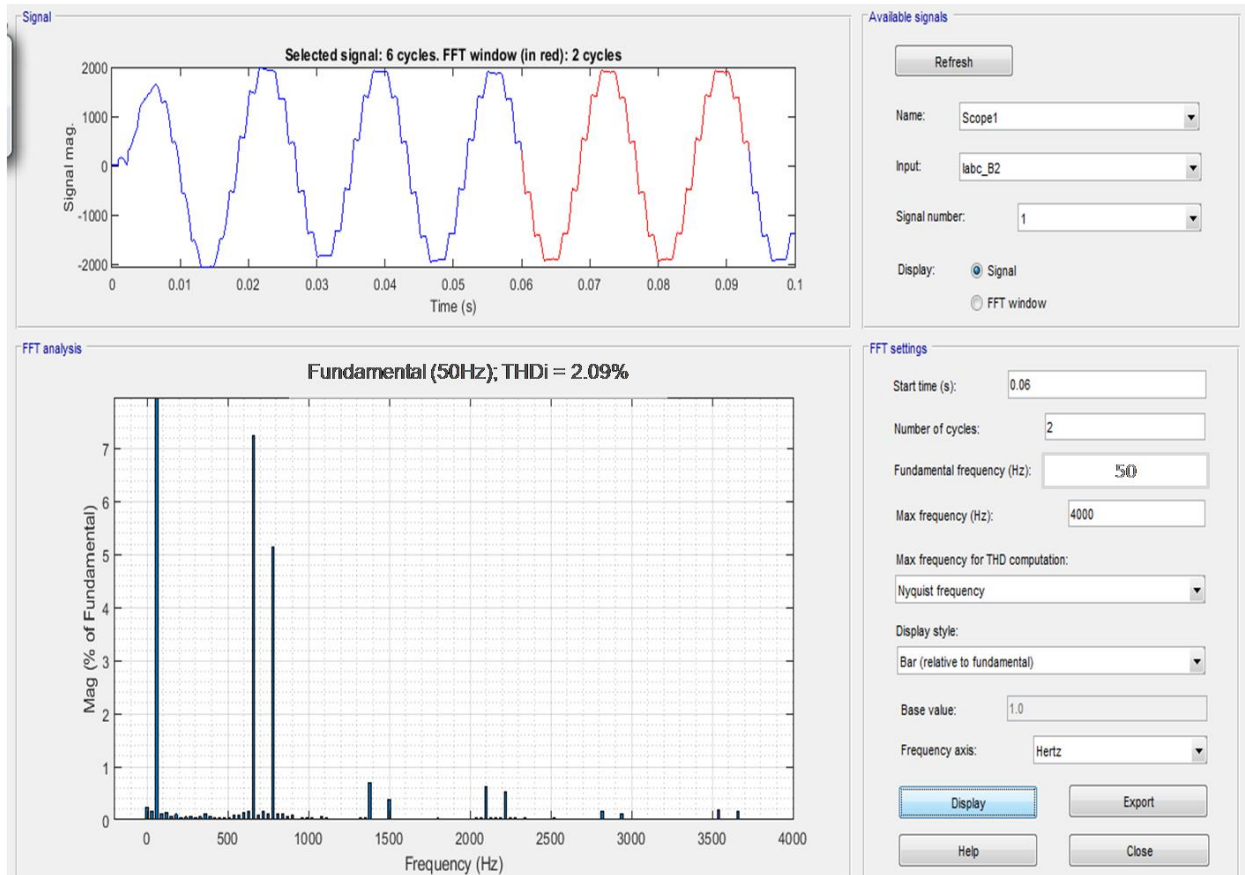 Signal
Selected signal: 6 cycles. FFT window (in red): 2 cycles
2000
1000
0
-1000
-2000
Signal mag.
0 0.01 0.02 0.03 0.04 0.05 0.06 0.07 0.08 0.09 0.1
Time (s)
Available signals
Refresh
Name: Scope1
Input: Iabc_B2
Signal number: 1
Display: Signal
FFT window
FFT analysis
Fundamental (50Hz); THDi = 2.09%
7
6
5
4
3
2
1
0
Mag (% of Fundamental)
0 500 1000 1500 2000 2500 3000 3500 4000
Frequency (Hz)
FFT settings
Start time (s): 0.06
Number of cycles: 2
Fundamental frequency (Hz): 50
Max frequency (Hz): 4000
Max frequency for THD computation:
Nyquist frequency
Display style:
Bar (relative to fundamental)
Base value: 1.0
Frequency axis: Hertz
Display Export
Help Close